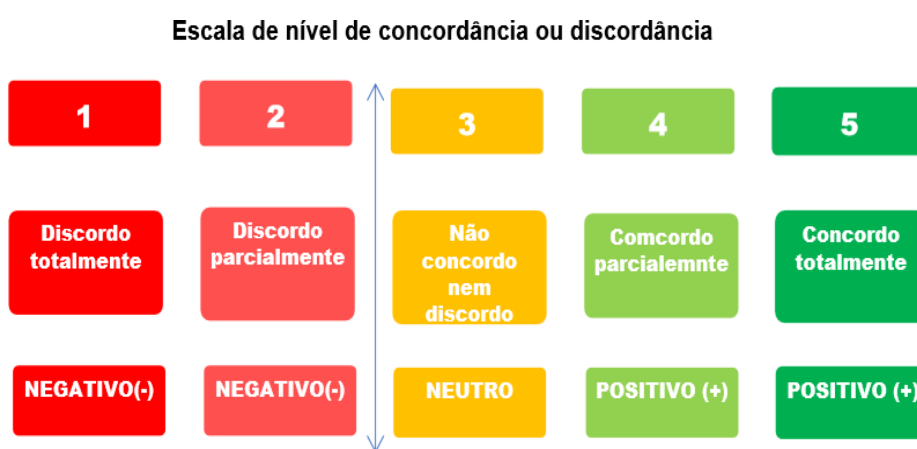 Escala de nível de concordância ou discordância
1
2
3
4
5
Discordo
totalmente
Discordo
parcialmente
Não
concordo
nem
discordo
Comcordo
parcialemnte
Concordo
totalmente
NEGATIVO(-)
NEGATIVO(-)
NEUTRO
POSITIVO (+)
POSITIVO (+)